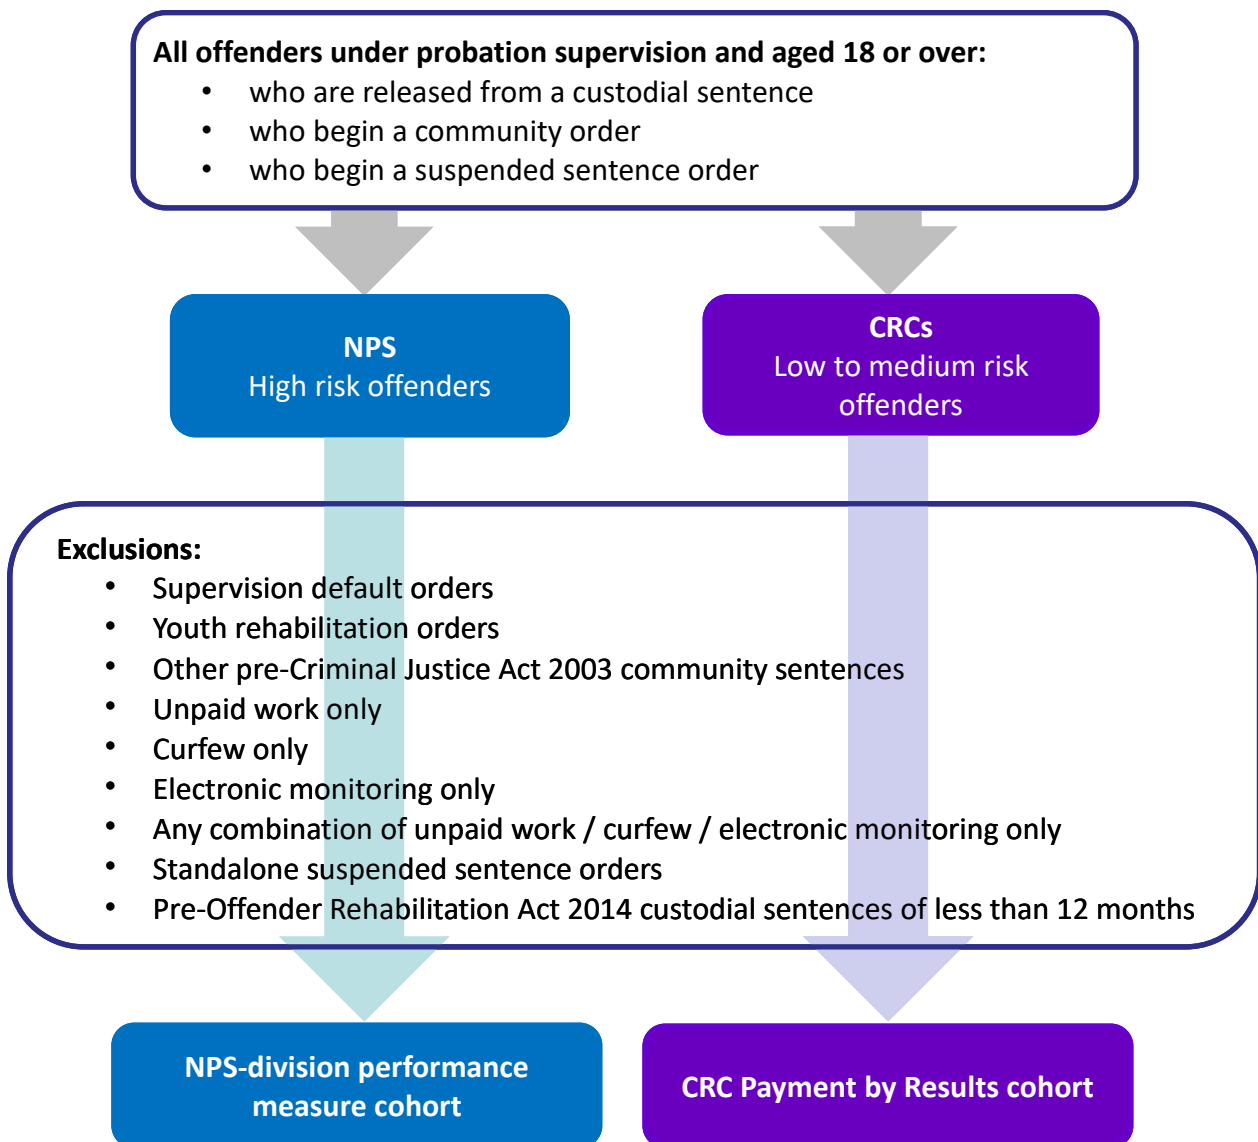 All offenders under probation supervision and aged 18 or over:
• who are released from a custodial sentence
• who begin a community order
• who begin a suspended sentence order
NPS
High risk offenders
CRCs
Low to medium risk
offenders
Exclusions:
• Supervision default orders
• Youth rehabilitation orders
• Other pre-Criminal Justice Act 2003 community sentences
• Unpaid work only
• Curfew only
• Electronic monitoring only
• Any combination of unpaid work / curfew / electronic monitoring only
• Standalone suspended sentence orders
• Pre-Offender Rehabilitation Act 2014 custodial sentences of less than 12 months
NPS-division performance
measure cohort
CRC Payment by Results cohort